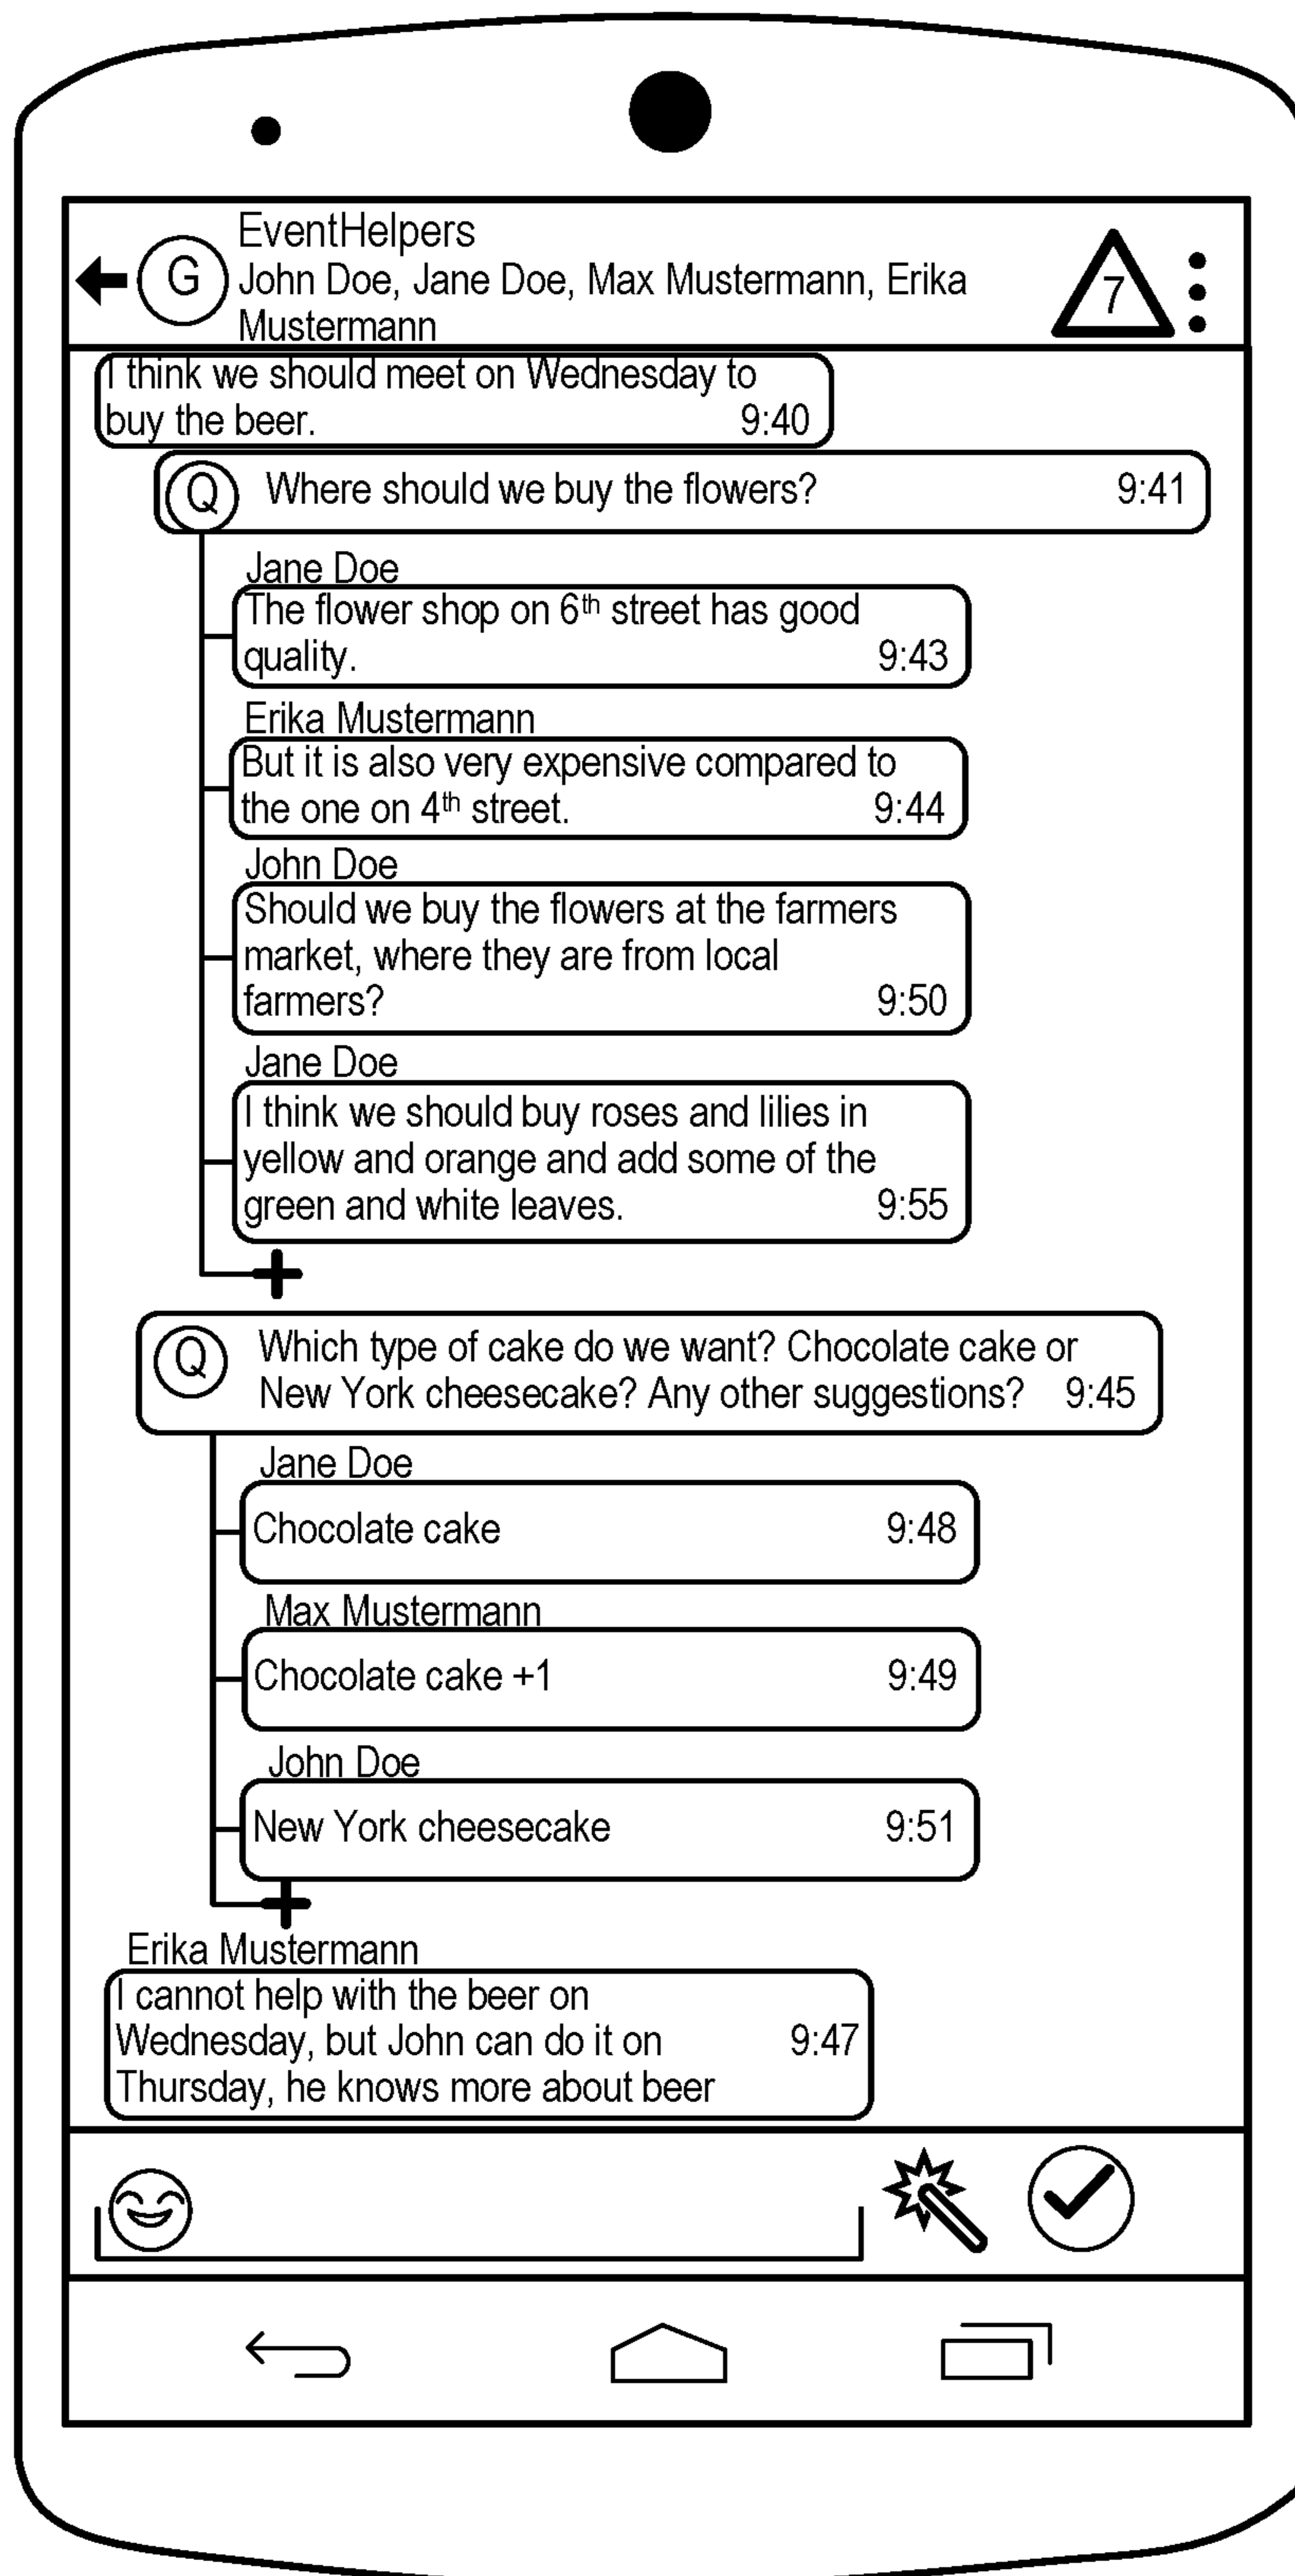 EventHelpers
G
John Doe, Jane Doe, Max Mustermann, Erika
Mustermann
7
I think we should meet on Wednesday to
buy the beer. 9:40
Q Where should we buy the flowers? 9:41
Jane Doe
The flower shop on 6th street has good
quality. 9:43
Erika Mustermann
But it is also very expensive compared to
the one on 4th street. 9:44
John Doe
Should we buy the flowers at the farmers
market, where they are from local
farmers? 9:50
Jane Doe
I think we should buy roses and lilies in
yellow and orange and add some of the
green and white leaves. 9:55
Q Which type of cake do we want? Chocolate cake or
New York cheesecake? Any other suggestions? 9:45
Jane Doe
Chocolate cake 9:48
Max Mustermann
Chocolate cake +1 9:49
John Doe
New York cheesecake 9:51
Erika Mustermann
I cannot help with the beer on
Wednesday, but John can do it on 9:47
Thursday, he knows more about beer